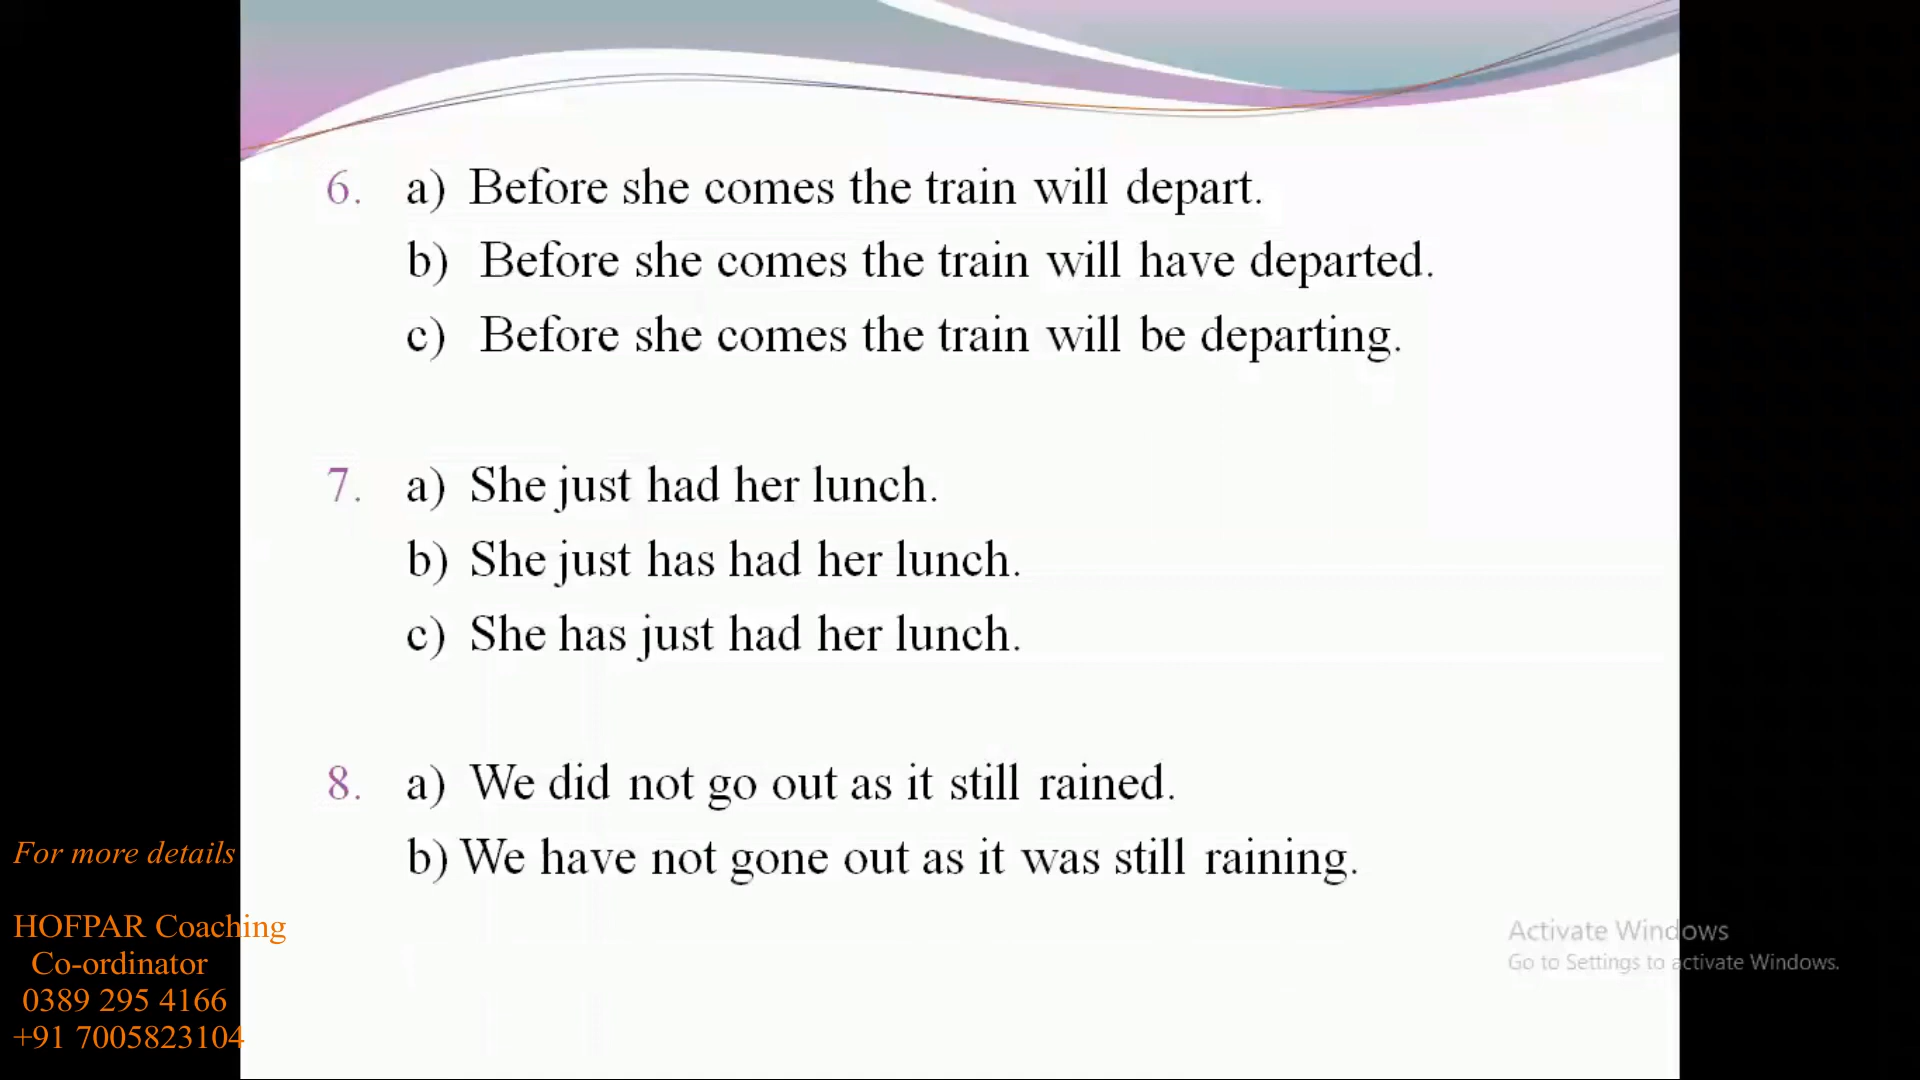 6. a) Before she comes the train will depart.
b) Before she comes the train will have departed.
c) Before she comes the train will be departing.
7. a) She just had her lunch.
b) She just has had her lunch.
c) She has just had her lunch.
8. a) We did not go out as it still rained.
b) We have not gone out as it was still raining.
For more details
HOFPAR Coaching
Co-ordinator
0389 295 4166
+91 7005823104
Activate Windows
Go to Settings to activate Windows.